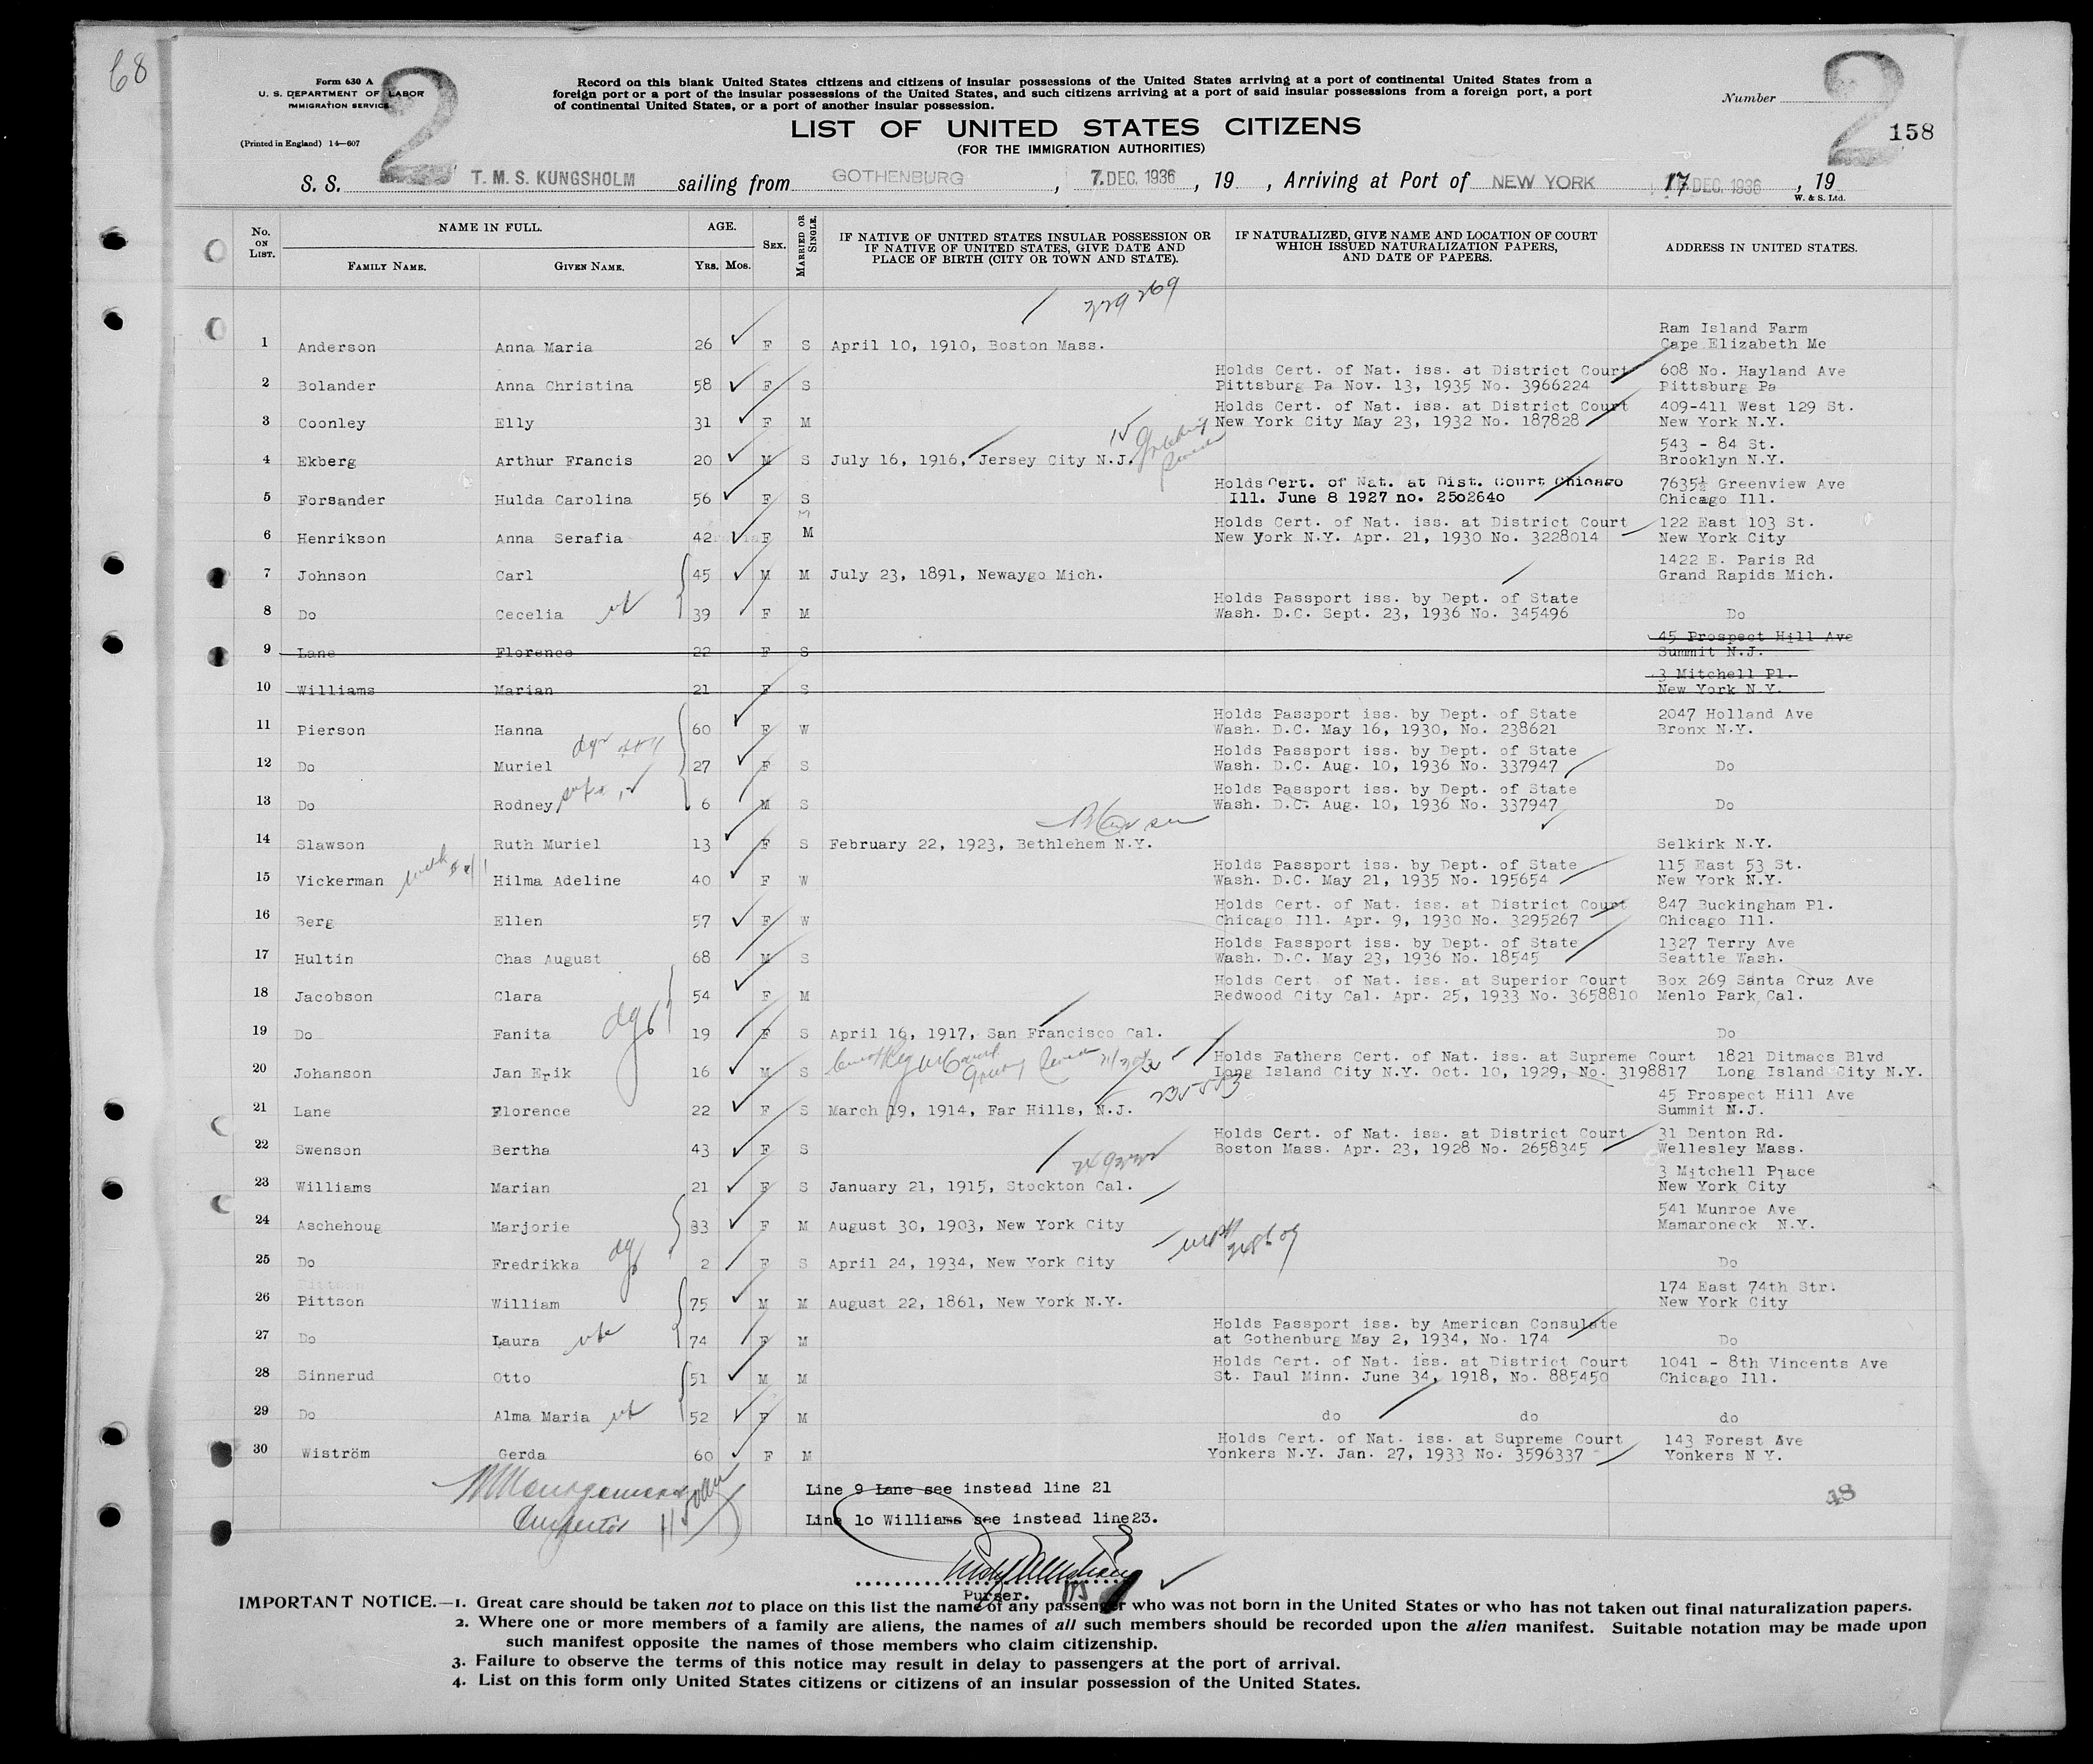 68
Form 630 A
U. S. DEPARTMENT OF LABOR
IMMIGRATION SERVICE
(Printed in England) 14—607
2
Record on this blank United States citizens and citizens of insular possessions of the United States arriving at a port of continental United States from a
foreign port or a port of the insular possessions of the United States, and such citizens arriving at a port of said insular possessions from a foreign port, a port
of continental United States, or a port of another insular possession.
LIST OF UNITED STATES CITIZENS
(FOR THE IMMIGRATION AUTHORITIES)
Number
2
158
S. S. T. M. S. KUNGSHOLM sailing from GOTHENBURG , 7. DEC. 1936 , 19 , Arriving at Port of NEW YORK 17 DEC. 1936 , 19
W. & S. Ltd.
No. ON LIST. NAME IN FULL. AGE. SEX. MARRIED OR SINGLE. IF NATIVE OF UNITED STATES INSULAR POSSESSION OR IF NATIVE OF UNITED STATES, GIVE DATE AND PLACE OF BIRTH (CITY OR TOWN AND STATE). IF NATURALIZED, GIVE NAME AND LOCATION OF COURT WHICH ISSUED NATURALIZATION PAPERS, AND DATE OF PAPERS. ADDRESS IN UNITED STATES.
FAMILY NAME. GIVEN NAME. YRS. MOS.
229269
Ram Island Farm
1 Anderson Anna Maria 26 F S April 10, 1910, Boston Mass. Cape Elizabeth Me
Holds Cert. of Nat. iss. at District Court 608 No. Hayland Ave
2 Bolander Anna Christina 58 F S Pittsburg Pa Nov. 13, 1935 No. 3966224 Pittsburg Pa
Holds Cert. of Nat. iss. at District Court 409-411 West 129 St.
3 Coonley Elly 31 F M New York City May 23, 1932 No. 187828 New York N.Y.
543 - 84 St.
4 Ekberg Arthur Francis 20 M S July 16, 1916, Jersey City N.J. Brooklyn N.Y.
Holds Cert. of Nat. at Dist. Court Chicago 7635½ Greenview Ave
5 Forsander Hulda Carolina 56 F S Ill. June 8 1927 no. 2502640 Chicago Ill.
Holds Cert. of Nat. iss. at District Court 122 East 103 St.
6 Henrikson Anna Serafia 42 F M New York N.Y. Apr. 21, 1930 No. 3228014 New York City
1422 E. Paris Rd
7 Johnson Carl 45 M M July 23, 1891, Newaygo Mich. Grand Rapids Mich.
Holds Passport iss. by Dept. of State
8 Do Cecelia 39 F M Wash. D.C. Sept. 23, 1936 No. 345496 Do
45 Prospect Hill Ave
9 Lane Florence 22 F S Summit N.J.
3 Mitchell Pl.
10 Williams Marian 21 F S New York N.Y.
Holds Passport iss. by Dept. of State 2047 Holland Ave
11 Pierson Hanna 60 F W Wash. D.C. May 16, 1930, No. 238621 Bronx N.Y.
Holds Passport iss. by Dept. of State
12 Do Muriel 27 F S Wash. D.C. Aug. 10, 1936 No. 337947 Do
Holds Passport iss. by Dept. of State
13 Do Rodney 6 M S Wash. D.C. Aug. 10, 1936 No. 337947 Do
14 Slawson Ruth Muriel 13 F S February 22, 1923, Bethlehem N.Y. Selkirk N.Y.
Holds Passport iss. by Dept. of State 115 East 53 St.
15 Vickerman Hilma Adeline 40 F W Wash. D.C. May 21, 1935 No. 195654 New York N.Y.
Holds Cert. of Nat. iss. at District Court 847 Buckingham Pl.
16 Berg Ellen 57 F W Chicago Ill. Apr. 9, 1930 No. 3295267 Chicago Ill.
Holds Passport iss. by Dept. of State 1327 Terry Ave
17 Hultin Chas August 68 M S Wash. D.C. May 23, 1936 No. 18545 Seattle Wash.
Holds Cert. of Nat. iss. at Superior Court Box 269 Santa Cruz Ave
18 Jacobson Clara 54 F M Redwood City Cal. Apr. 25, 1933 No. 3658810 Menlo Park, Cal.
19 Do Fanita 19 F S April 16, 1917, San Francisco Cal. Do
Holds Fathers Cert. of Nat. iss. at Supreme Court 1821 Ditmars Blvd
20 Johanson Jan Erik 16 M S Long Island City N.Y. Oct. 10, 1929, No. 3198817 Long Island City N.Y.
45 Prospect Hill Ave
21 Lane Florence 22 F S March 19, 1914, Far Hills, N.J. Summit N.J.
Holds Cert. of Nat. iss. at District Court 31 Denton Rd.
22 Swenson Bertha 43 F S Boston Mass. Apr. 23, 1928 No. 2658345 Wellesley Mass.
3 Mitchell Place
23 Williams Marian 21 F S January 21, 1915, Stockton Cal. New York City
541 Munroe Ave
24 Aschehoug Marjorie 33 F M August 30, 1903, New York City Mamaroneck N.Y.
25 Do Fredrikka 2 F S April 24, 1934, New York City Do
174 East 74th Str.
26 Pittson William 75 M M August 22, 1861, New York N.Y. New York City
Holds Passport iss. by American Consulate
27 Do Laura 74 F M at Gothenburg May 2, 1934, No. 174 Do
Holds Cert. of Nat. iss. at District Court 1041 - 8th Vincents Ave
28 Sinnerud Otto 51 M M St. Paul Minn. June 34, 1918, No. 885450 Chicago Ill.
29 Do Alma Maria 52 F M do do do
Holds Cert. of Nat. iss. at Supreme Court 143 Forest Ave
30 Wiström Gerda 60 F M Yonkers N.Y. Jan. 27, 1933 No. 3596337 Yonkers N Y.
Line 9 Lane see instead line 21
48
Inspector
Line 10 Williams see instead line 23.
Purser.
IMPORTANT NOTICE.—1. Great care should be taken not to place on this list the name of any passenger who was not born in the United States or who has not taken out final naturalization papers.
2. Where one or more members of a family are aliens, the names of all such members should be recorded upon the alien manifest. Suitable notation may be made upon
such manifest opposite the names of those members who claim citizenship.
3. Failure to observe the terms of this notice may result in delay to passengers at the port of arrival.
4. List on this form only United States citizens or citizens of an insular possession of the United States.